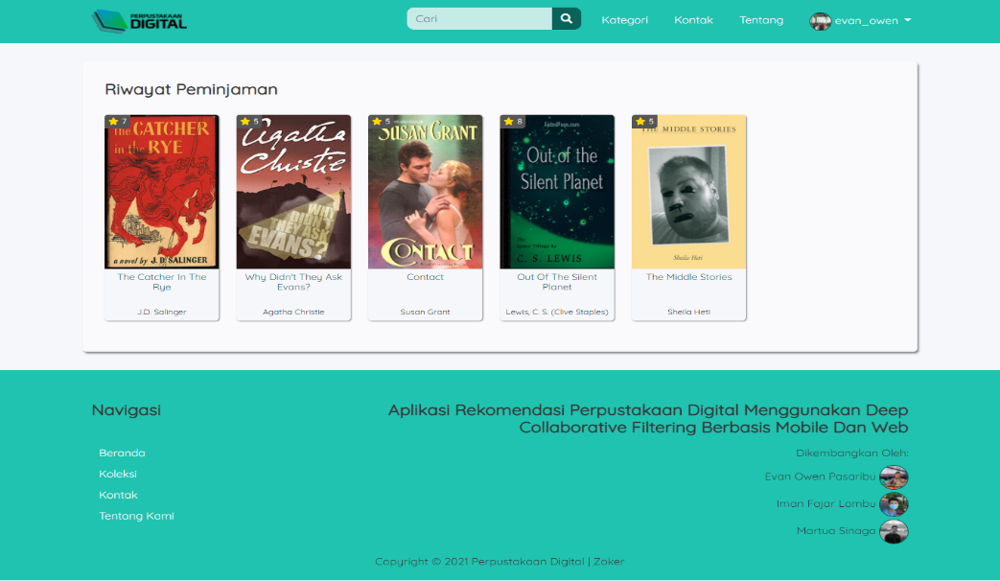 PERPUSTAKAAN
DIGITAL
Cari
Kategori
Kontak
Tentang
evan_owen
Riwayat Peminjaman
7
the CATCHER
in the RYE
a novel by J. D. SALINGER
The Catcher In The
Rye
J.D. Salinger
5
Agatha
Christie
WHY
DIDN'T
THEY ASK
EVANS?
Why Didn't They Ask
Evans?
Agatha Christie
5
SUSAN GRANT
CONTACT
Contact
Susan Grant
8
FadedPage.com
Out of the
Silent Planet
The
Space Trilogy by
C. S. LEWIS
Out Of The Silent
Planet
Lewis, C. S. (Clive Staples)
5
THE MIDDLE STORIES
Sheila Heti
The Middle Stories
Sheila Heti
Navigasi
Beranda
Koleksi
Kontak
Tentang Kami
Aplikasi Rekomendasi Perpustakaan Digital Menggunakan Deep
Collaborative Filtering Berbasis Mobile Dan Web
Dikembangkan Oleh:
Evan Owen Pasaribu
Iman Fajar Lombu
Martua Sinaga
Copyright © 2021 Perpustakaan Digital | Zoker